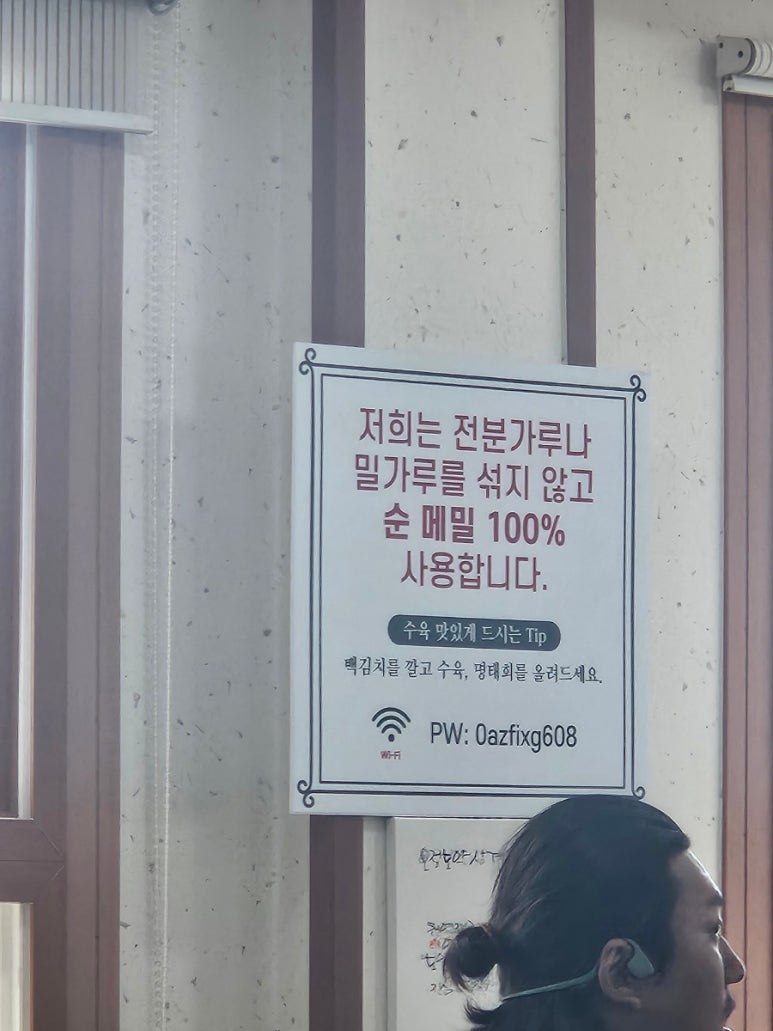 저희는 전분가루나
밀가루를 섞지 않고
순 메밀 100%
사용합니다.
수육 맛있게 드시는 Tip
백김치를 깔고 수육, 명태회를 올려드세요.
Wi-Fi
PW: 0azfixg608